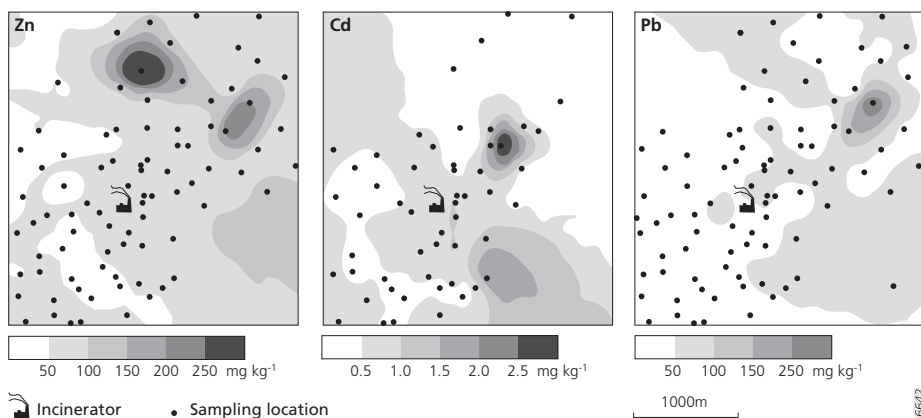 Zn
Cd
Pb
50 100 150 200 250 mg kg-1
0.5 1.0 1.5 2.0 2.5 mg kg-1
50 100 150 200 mg kg-1
Incinerator
Sampling location
1000m